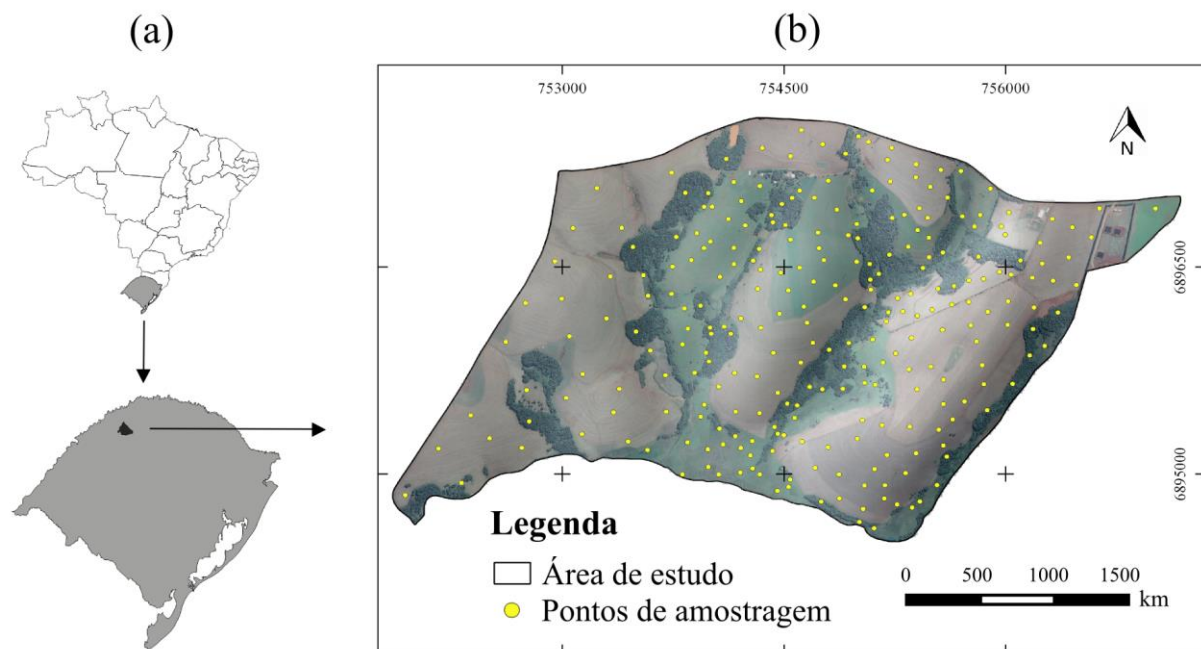 (a)
(b)
753000 754500 756000
N
6896500
6895000
Legenda
Área de estudo
Pontos de amostragem
0 500 1000 1500
km